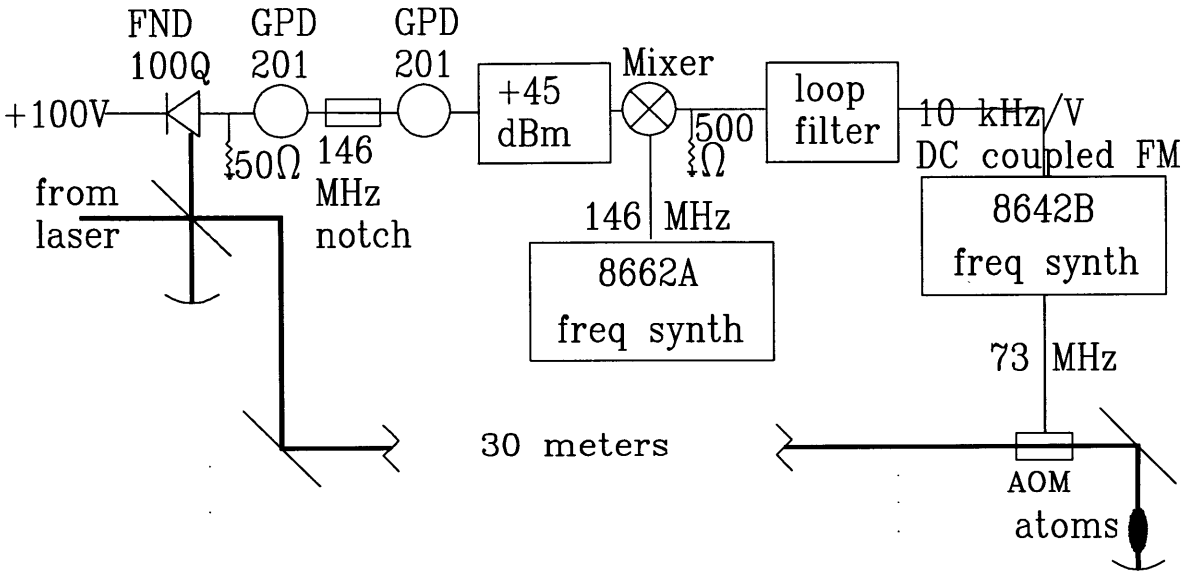 FND
100Q
GPD
201
GPD
201
+100V
50Ω
146
MHz
notch
+45
dBm
Mixer
500
Ω
loop
filter
10 kHz/V
DC coupled FM
8642B
freq synth
146 MHz
8662A
freq synth
from
laser
73 MHz
30 meters
AOM
atoms